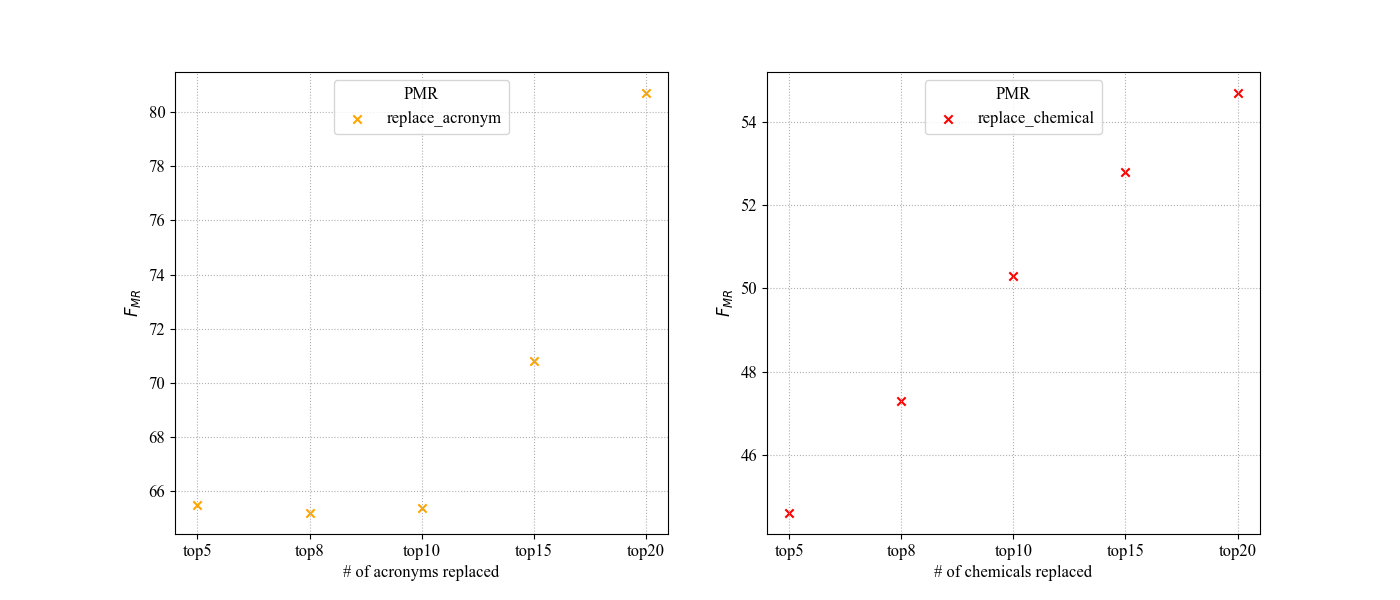 PMR
replace_acronym
80
78
76
74
72
70
68
66
F_MR
top5 top8 top10 top15 top20
# of acronyms replaced
PMR
replace_chemical
54
52
50
48
46
F_MR
top5 top8 top10 top15 top20
# of chemicals replaced